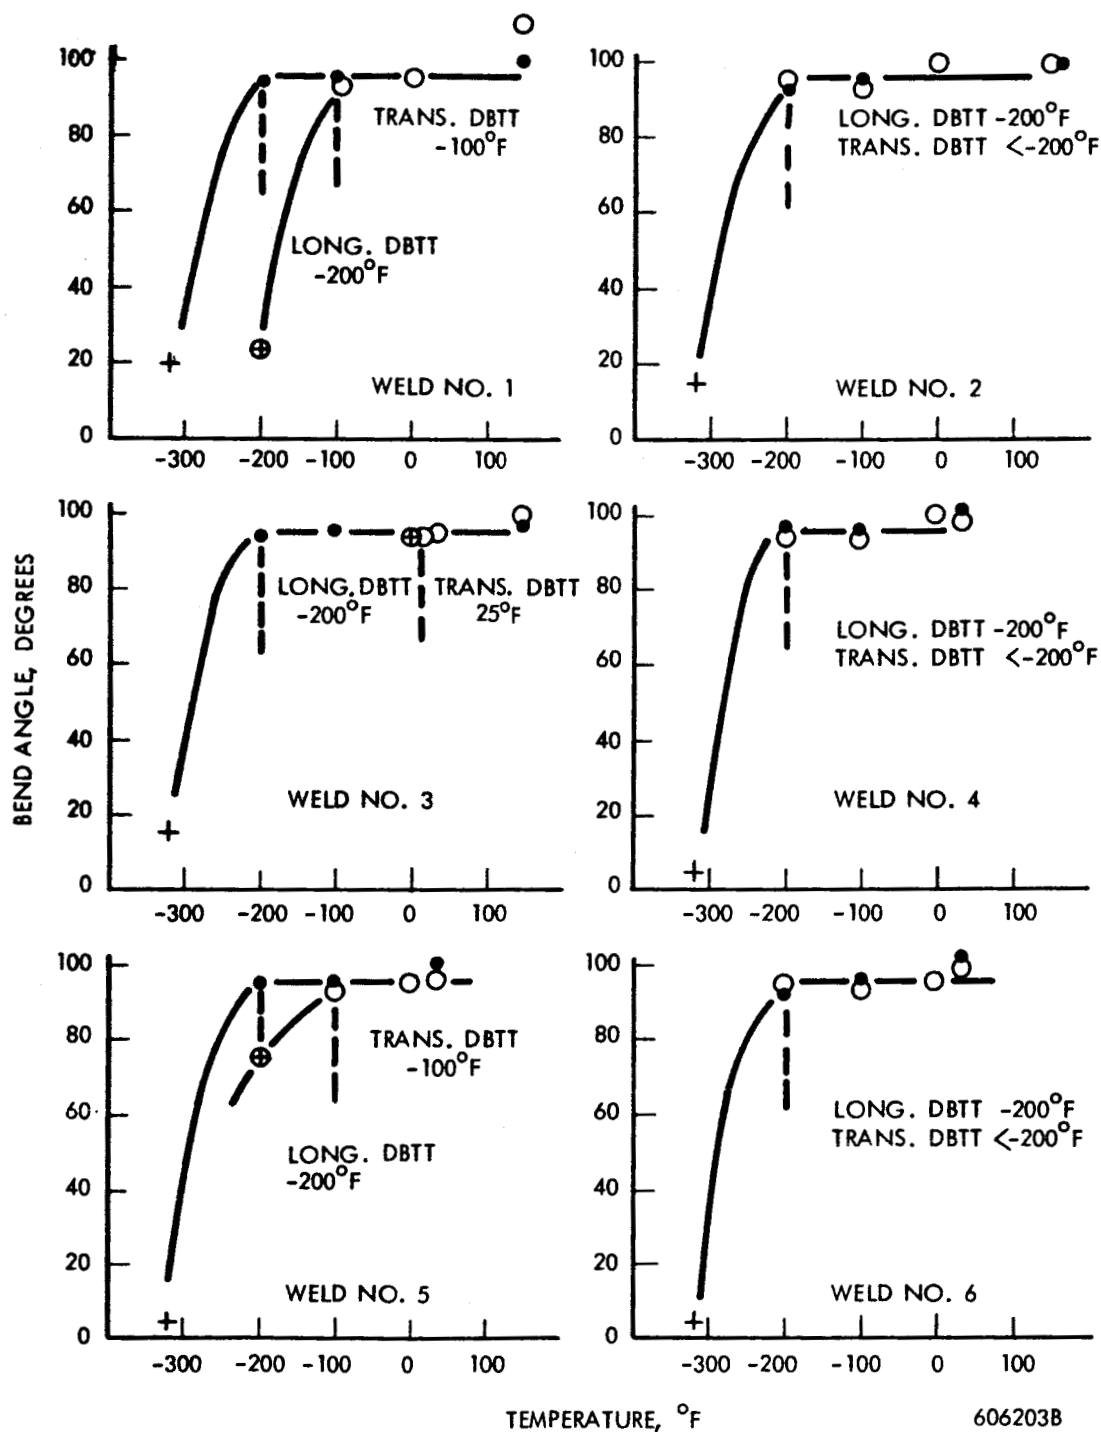 100
80
60
40
20
0
-300 -200 -100 0 100
TRANS. DBTT
-100°F
LONG. DBTT
-200°F
WELD NO. 1
100
80
60
40
20
0
-300 -200 -100 0 100
LONG. DBTT -200°F
TRANS. DBTT <-200°F
WELD NO. 2
BEND ANGLE, DEGREES
100
80
60
40
20
0
-300 -200 -100 0 100
LONG. DBTT
-200°F
TRANS. DBTT
25°F
WELD NO. 3
100
80
60
40
20
0
-300 -200 -100 0 100
LONG. DBTT -200°F
TRANS. DBTT <-200°F
WELD NO. 4
100
80
60
40
20
0
-300 -200 -100 0 100
TRANS. DBTT
-100°F
LONG. DBTT
-200°F
WELD NO. 5
100
80
60
40
20
0
-300 -200 -100 0 100
LONG. DBTT -200°F
TRANS. DBTT <-200°F
WELD NO. 6
TEMPERATURE, °F
606203B